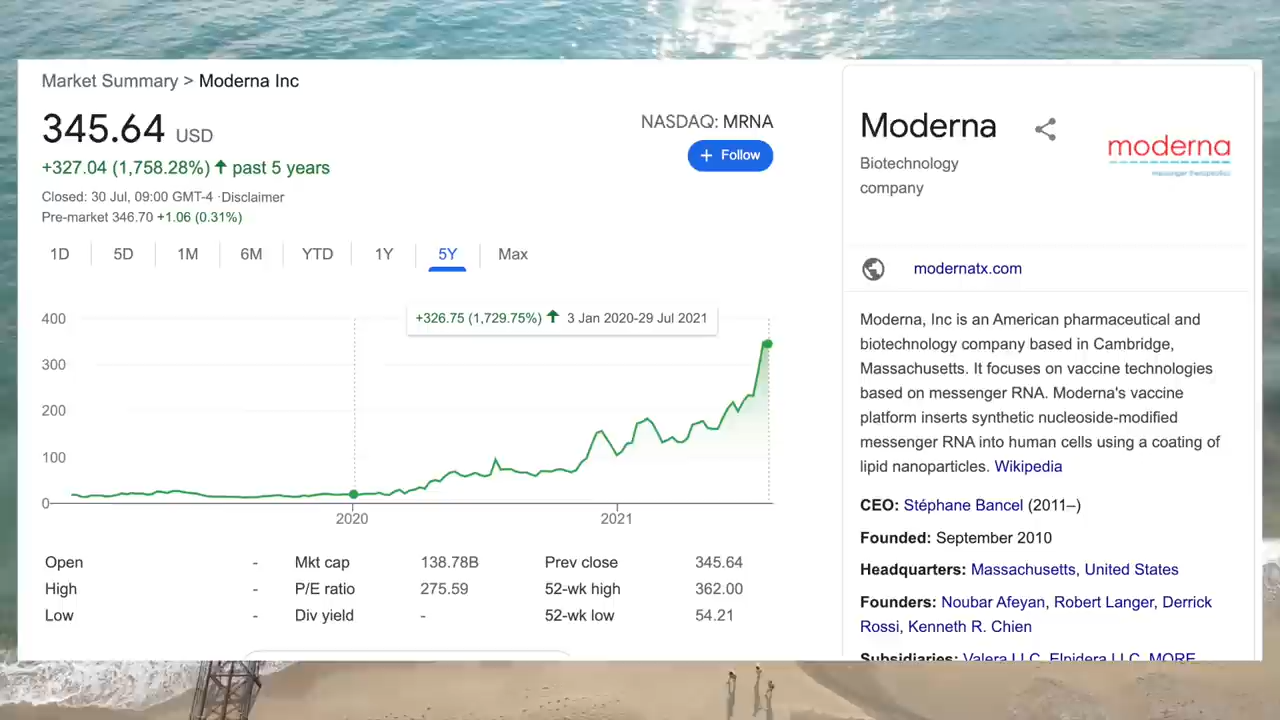 Market Summary > Moderna Inc
345.64 USD
+327.04 (1,758.28%) ↑ past 5 years
Closed: 30 Jul, 09:00 GMT-4 ·Disclaimer
Pre-market 346.70 +1.06 (0.31%)
NASDAQ: MRNA
+ Follow
1D 5D 1M 6M YTD 1Y 5Y Max
+326.75 (1,729.75%) ↑ 3 Jan 2020-29 Jul 2021
400
300
200
100
0
2020 2021
Open - Mkt cap 138.78B Prev close 345.64
High - P/E ratio 275.59 52-wk high 362.00
Low - Div yield - 52-wk low 54.21
Moderna
Biotechnology
company
moderna
messenger therapeutics
modernatx.com
Moderna, Inc is an American pharmaceutical and
biotechnology company based in Cambridge,
Massachusetts. It focuses on vaccine technologies
based on messenger RNA. Moderna's vaccine
platform inserts synthetic nucleoside-modified
messenger RNA into human cells using a coating of
lipid nanoparticles. Wikipedia
CEO: Stéphane Bancel (2011–)
Founded: September 2010
Headquarters: Massachusetts, United States
Founders: Noubar Afeyan, Robert Langer, Derrick
Rossi, Kenneth R. Chien
Subsidiaries: Valera LLC, Elpidera LLC, MORE